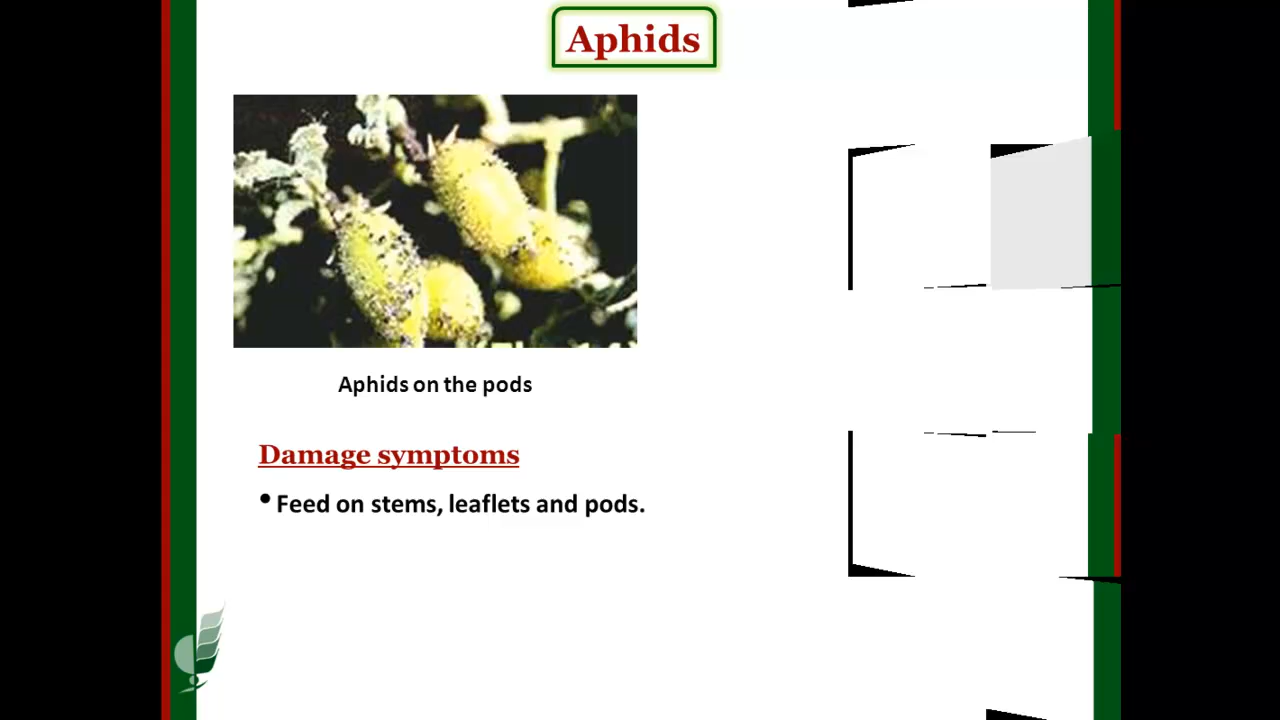 Aphids
Aphids on the pods
Damage symptoms
• Feed on stems, leaflets and pods.